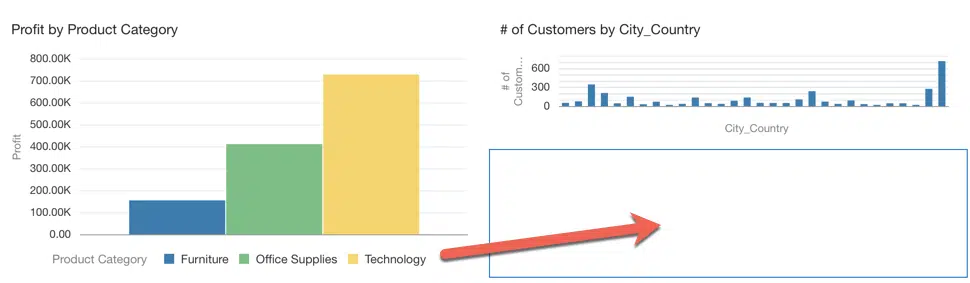 Profit by Product Category
800.00K
700.00K
600.00K
500.00K
400.00K
300.00K
200.00K
100.00K
0.00
Profit
Product Category Furniture Office Supplies Technology
# of Customers by City_Country
# of
Custom...
600
300
0
City_Country